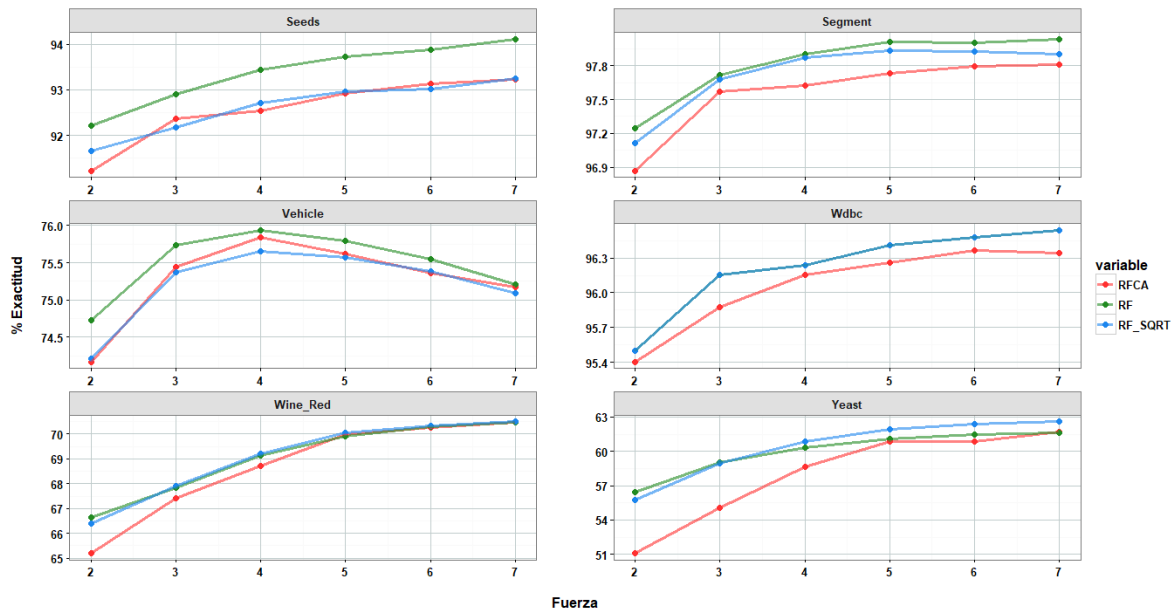 Seeds
94
93
92
2 3 4 5 6 7
Segment
97.8
97.5
97.2
96.9
2 3 4 5 6 7
Vehicle
76.0
75.5
75.0
74.5
2 3 4 5 6 7
Wdbc
96.3
96.0
95.7
95.4
2 3 4 5 6 7
Wine_Red
70
69
68
67
66
65
2 3 4 5 6 7
Yeast
63
60
57
54
51
2 3 4 5 6 7
% Exactitud
Fuerza
variable
RFCA
RF
RF_SQRT